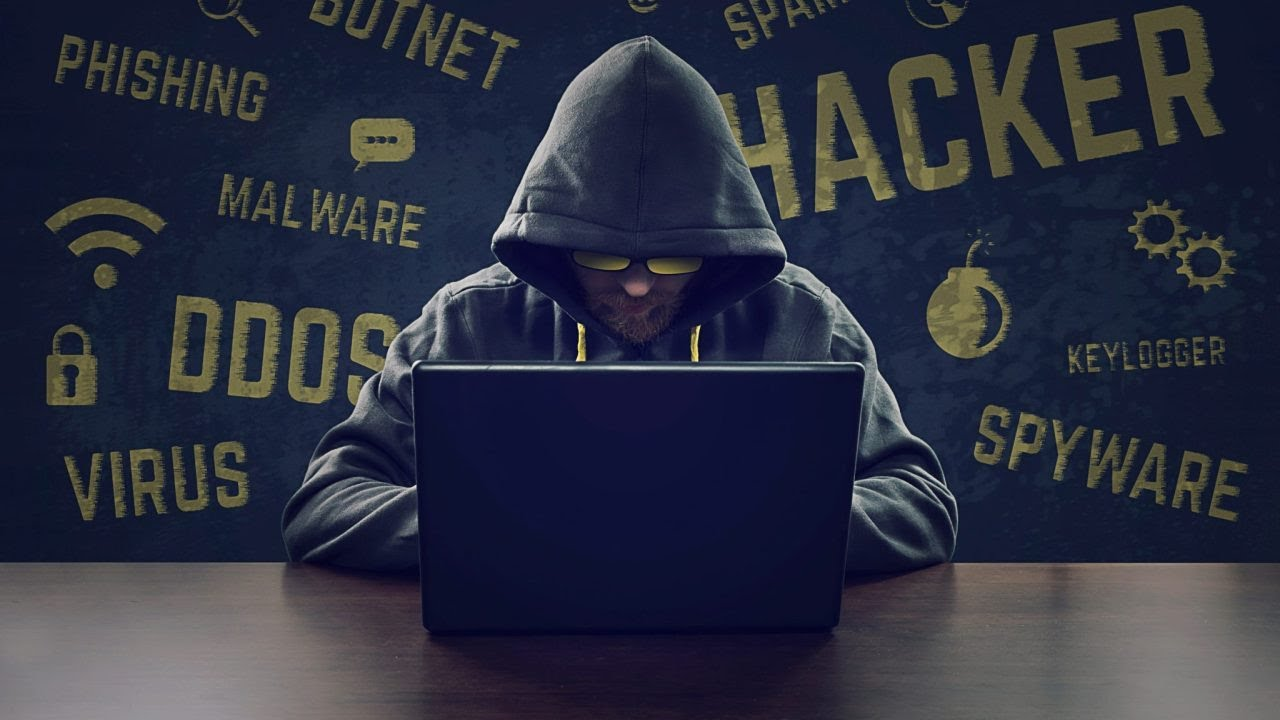 BOTNET
SPAM
HACKER
PHISHING
MALWARE
DDOS
KEYLOGGER
VIRUS
SPYWARE